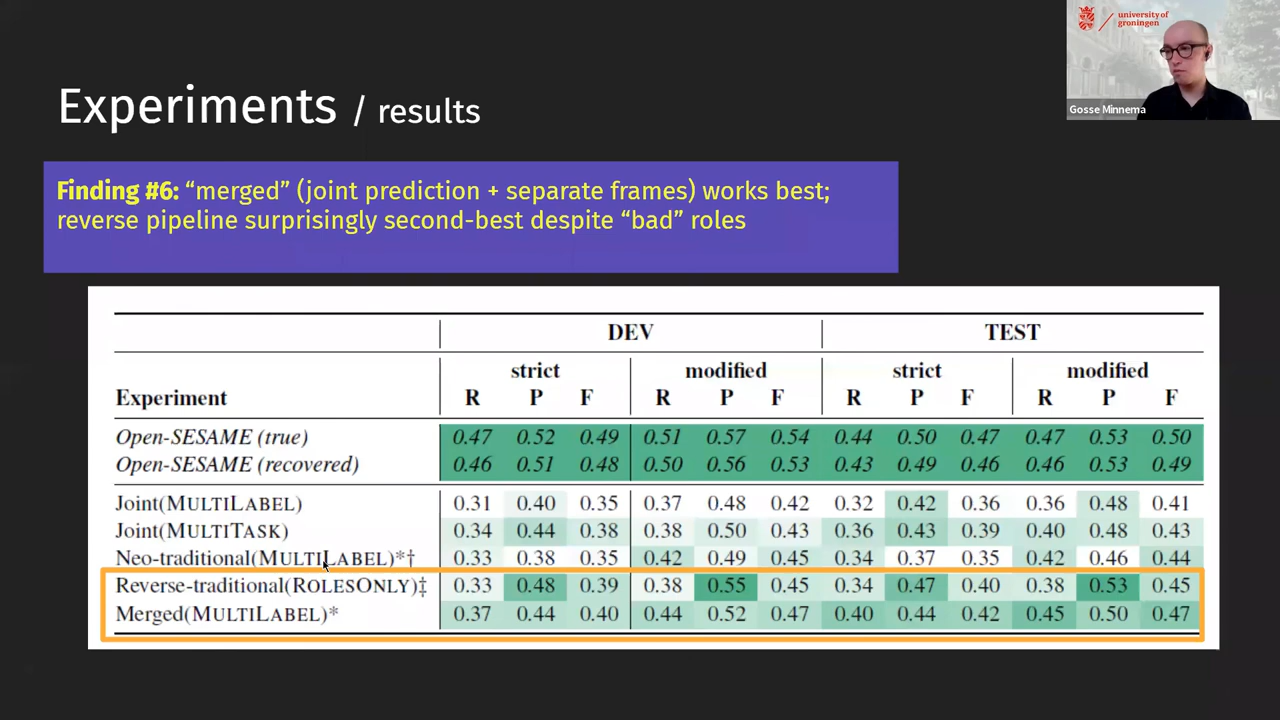 university of
groningen
Gosse Minnema
Experiments / results
Finding #6: “merged” (joint prediction + separate frames) works best;
reverse pipeline surprisingly second-best despite “bad” roles
DEV TEST
strict modified strict modified
Experiment R P F R P F R P F R P F
Open-SESAME (true) 0.47 0.52 0.49 0.51 0.57 0.54 0.44 0.50 0.47 0.47 0.53 0.50
Open-SESAME (recovered) 0.46 0.51 0.48 0.50 0.56 0.53 0.43 0.49 0.46 0.46 0.53 0.49
Joint(MULTILABEL) 0.31 0.40 0.35 0.37 0.48 0.42 0.32 0.42 0.36 0.36 0.48 0.41
Joint(MULTITASK) 0.34 0.44 0.38 0.38 0.50 0.43 0.36 0.43 0.39 0.40 0.48 0.43
Neo-traditional(MULTILABEL)*† 0.33 0.38 0.35 0.42 0.49 0.45 0.34 0.37 0.35 0.42 0.46 0.44
Reverse-traditional(ROLESONLY)‡ 0.33 0.48 0.39 0.38 0.55 0.45 0.34 0.47 0.40 0.38 0.53 0.45
Merged(MULTILABEL)* 0.37 0.44 0.40 0.44 0.52 0.47 0.40 0.44 0.42 0.45 0.50 0.47